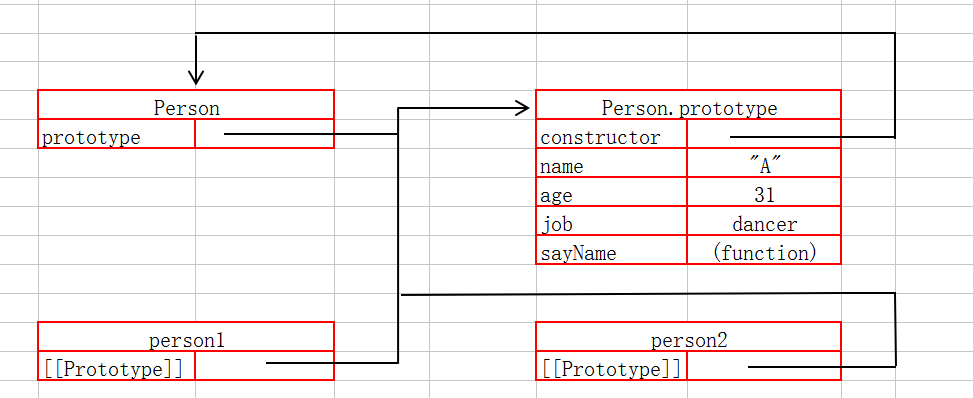 Person
prototype
Person.prototype
constructor
name "A"
age 31
job dancer
sayName (function)
person1
[[Prototype]]
person2
[[Prototype]]